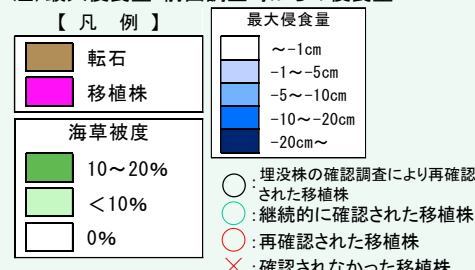 【 凡 例 】
転石
移植株
海草被度
10～20%
＜10%
0%
最大侵食量
～-1cm
-1～-5cm
-5～-10cm
-10～-20cm
-20cm～
：埋没株の確認調査により再確認
された移植株
：継続的に確認された移植株
：再確認された移植株
：確認されなかった移植株